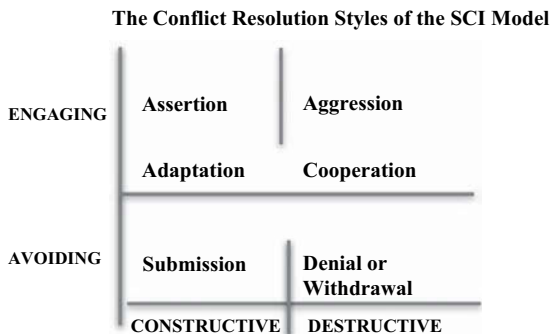 The Conflict Resolution Styles of the SCI Model
ENGAGING
Assertion
Aggression
Adaptation
Cooperation
AVOIDING
Submission
Denial or
Withdrawal
CONSTRUCTIVE
DESTRUCTIVE